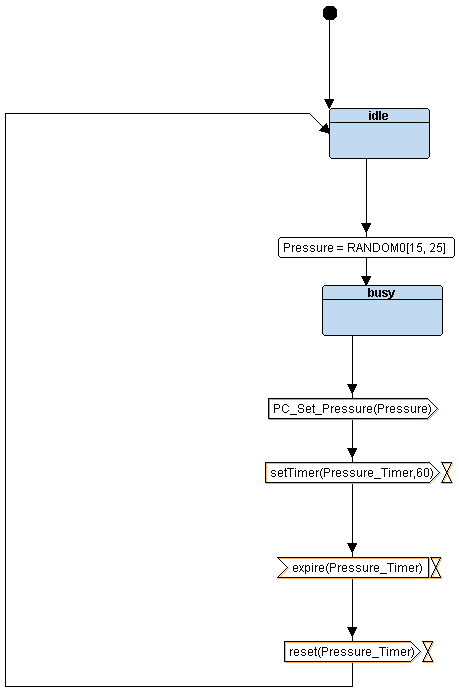 idle
Pressure = RANDOM0[15, 25]
busy
PC_Set_Pressure(Pressure)
setTimer(Pressure_Timer,60)
expire(Pressure_Timer)
reset(Pressure_Timer)